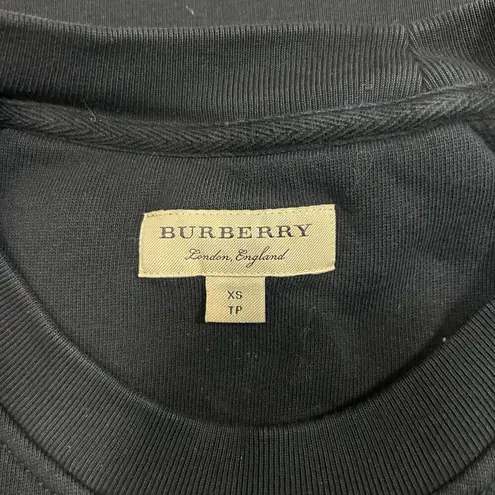 BURBERRY
London, England
XS
TP